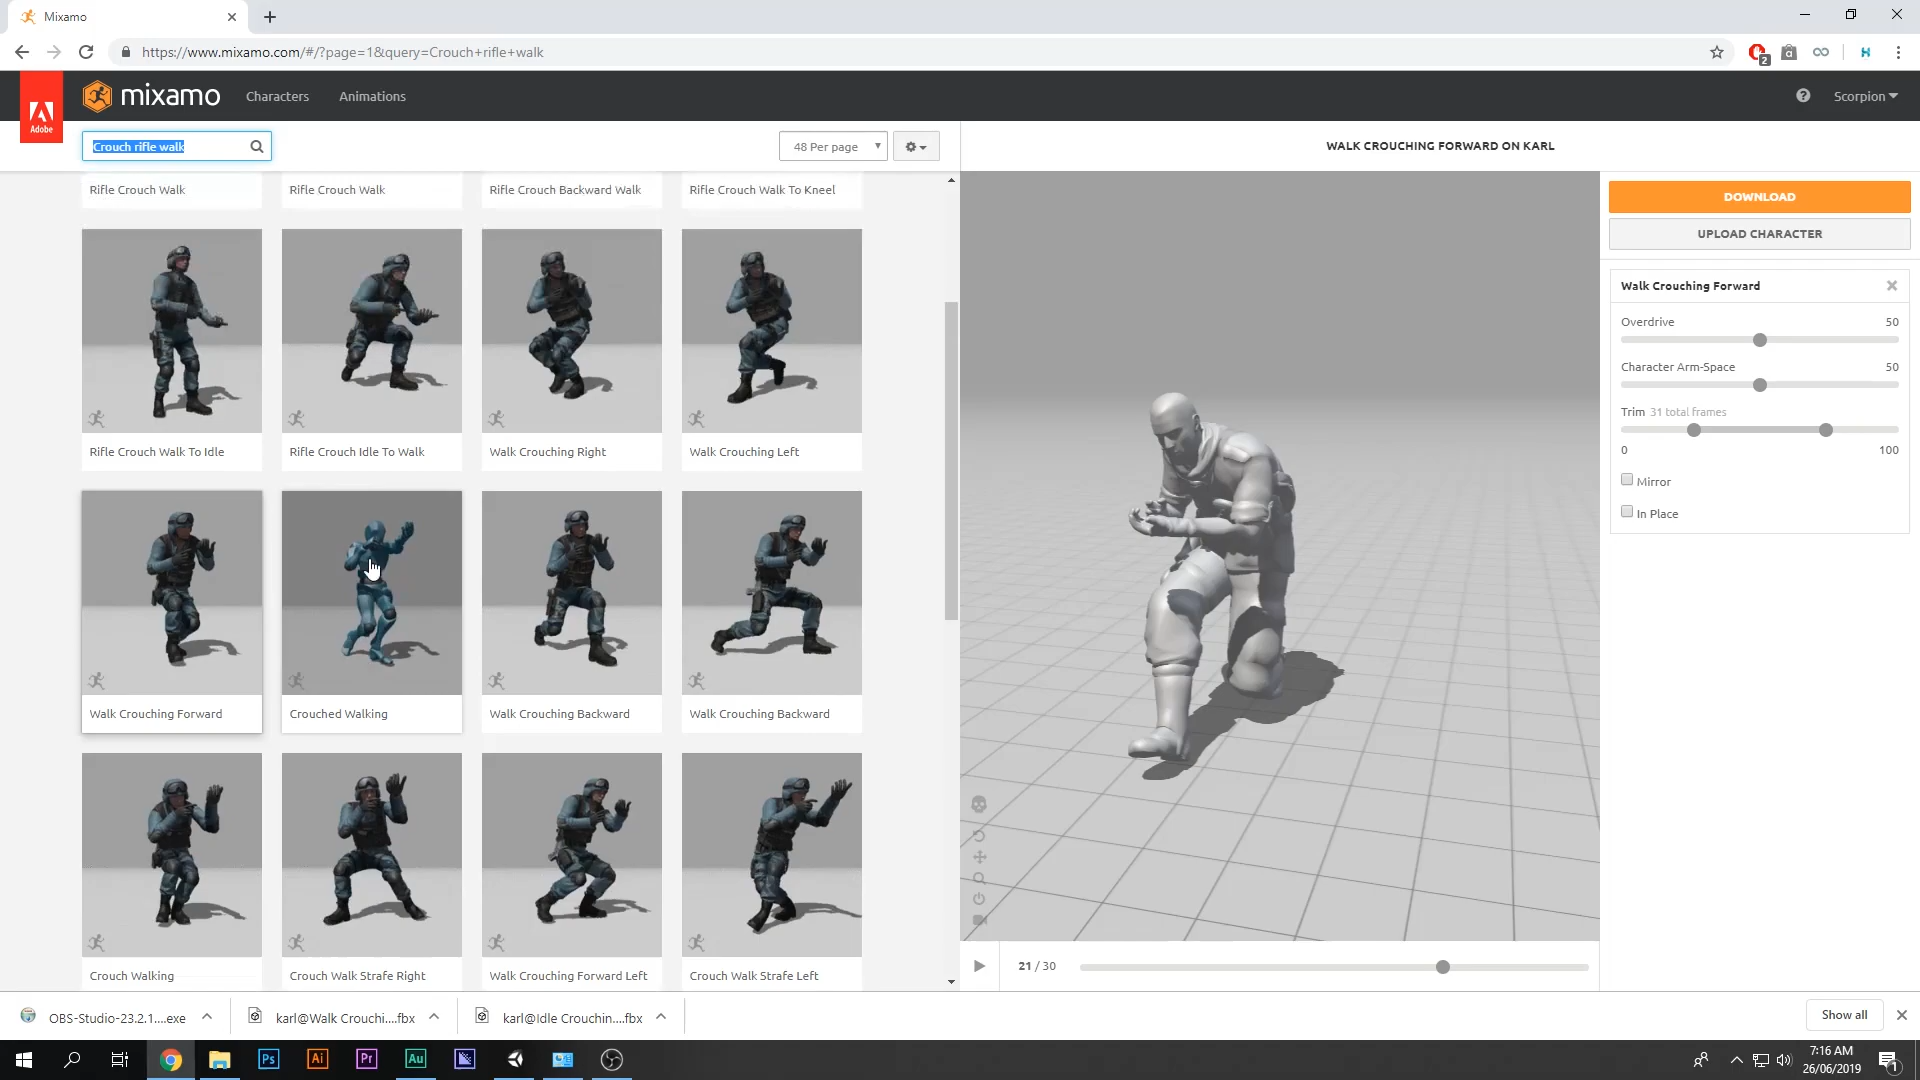 Mixamo
https://www.mixamo.com/#/?page=1&query=Crouch+rifle+walk
2
Adobe
mixamo
Characters
Animations
Scorpion
Crouch rifle walk
48 Per page
WALK CROUCHING FORWARD ON KARL
Rifle Crouch Walk
Rifle Crouch Walk
Rifle Crouch Backward Walk
Rifle Crouch Walk To Kneel
DOWNLOAD
UPLOAD CHARACTER
Walk Crouching Forward
Overdrive
50
Character Arm-Space
50
Trim 31 total frames
0
100
Mirror
In Place
Rifle Crouch Walk To Idle
Rifle Crouch Idle To Walk
Walk Crouching Right
Walk Crouching Left
Walk Crouching Forward
Crouched Walking
Walk Crouching Backward
Walk Crouching Backward
Crouch Walking
Crouch Walk Strafe Right
Walk Crouching Forward Left
Crouch Walk Strafe Left
21 / 30
OBS-Studio-23.2.1....exe
karl@Walk Crouchi....fbx
karl@Idle Crouchin....fbx
Show all
Ps
Ai
Pr
Au
7:16 AM
26/06/2019
1